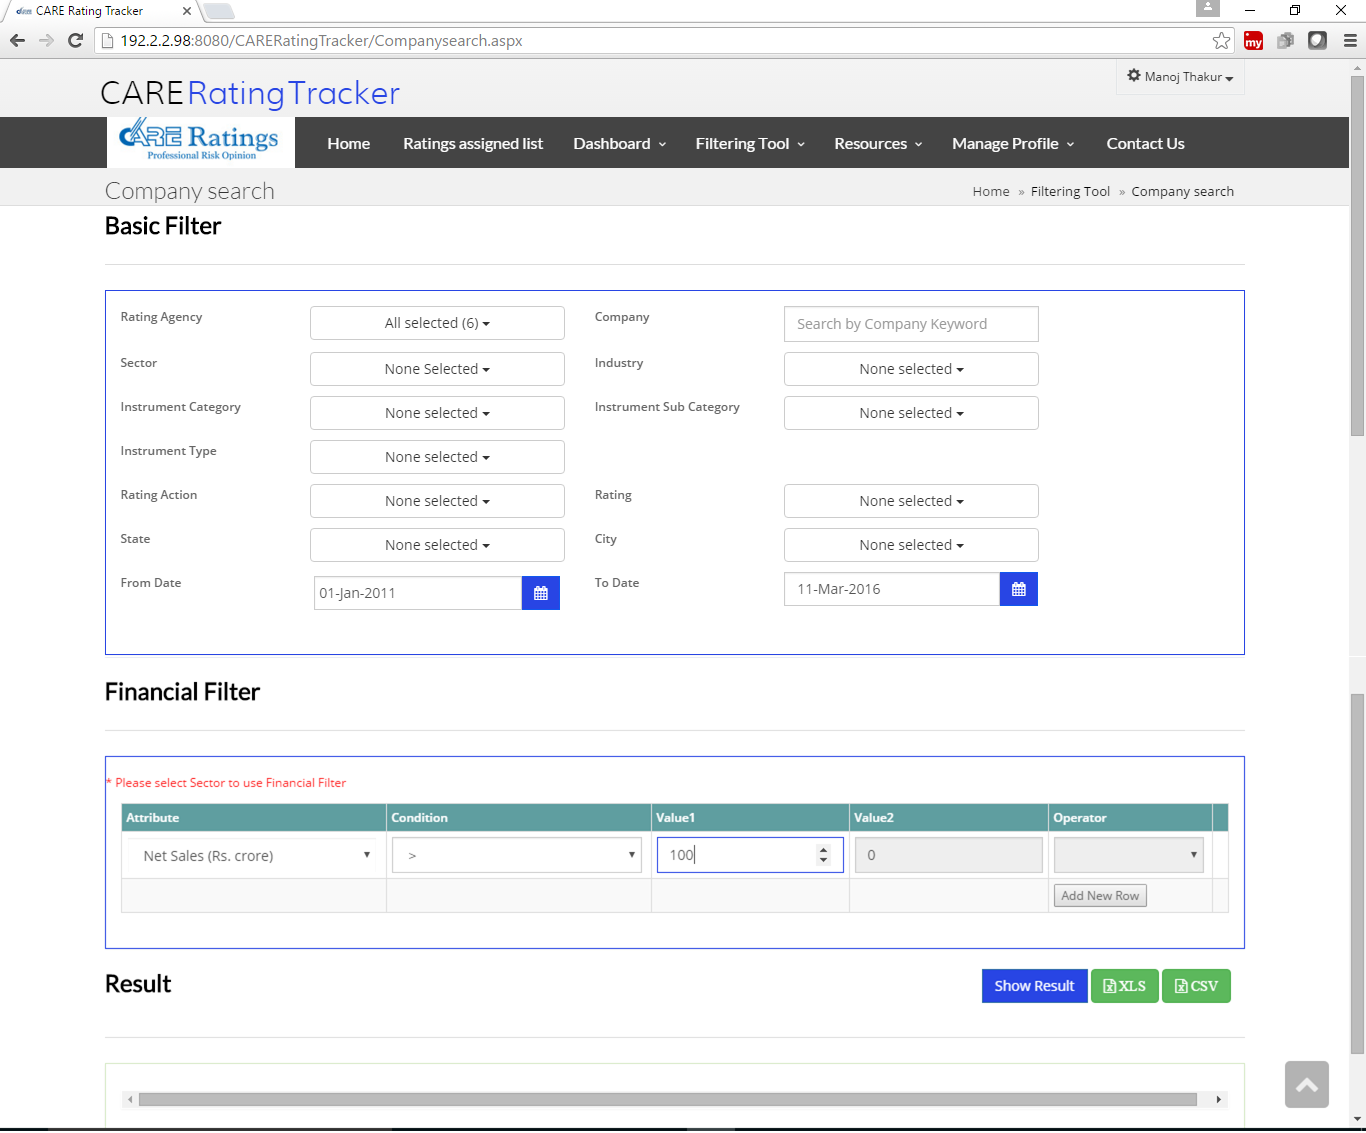 CARE Rating Tracker
192.2.2.98:8080/CARERatingTracker/Companysearch.aspx
my
CARERatingTracker
Manoj Thakur
CARE Ratings
Professional Risk Opinion
Home Ratings assigned list Dashboard Filtering Tool Resources Manage Profile Contact Us
Company search
Home » Filtering Tool » Company search
Basic Filter
Rating Agency All selected (6) Company Search by Company Keyword
Sector None Selected Industry None selected
Instrument Category None selected Instrument Sub Category None selected
Instrument Type None selected
Rating Action None selected Rating None selected
State None selected City None selected
From Date 01-Jan-2011 To Date 11-Mar-2016
Financial Filter
* Please select Sector to use Financial Filter
Attribute Condition Value1 Value2 Operator
Net Sales (Rs. crore) > 100 0
Add New Row
Result
Show Result XLS CSV